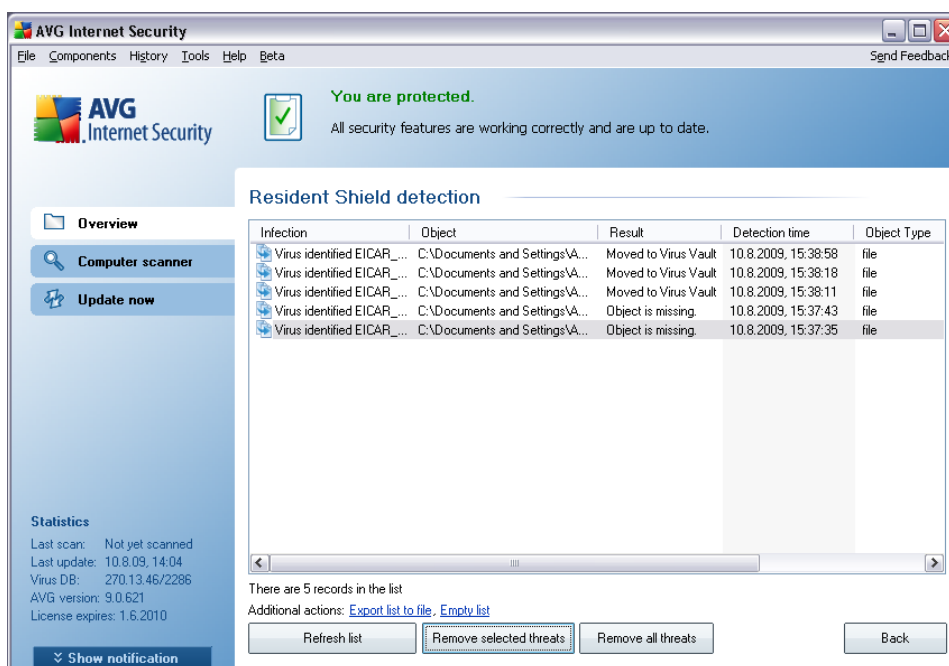 AVG Internet Security
File Components History Tools Help Beta Send Feedback
AVG
Internet Security
You are protected.
All security features are working correctly and are up to date.
Overview
Computer scanner
Update now
Resident Shield detection
Infection Object Result Detection time Object Type
Virus identified EICAR_... C:\Documents and Settings\A... Moved to Virus Vault 10.8.2009, 15:38:58 file
Virus identified EICAR_... C:\Documents and Settings\A... Moved to Virus Vault 10.8.2009, 15:38:18 file
Virus identified EICAR_... C:\Documents and Settings\A... Moved to Virus Vault 10.8.2009, 15:38:11 file
Virus identified EICAR_... C:\Documents and Settings\A... Object is missing. 10.8.2009, 15:37:43 file
Virus identified EICAR_... C:\Documents and Settings\A... Object is missing. 10.8.2009, 15:37:35 file
Statistics
Last scan: Not yet scanned
Last update: 10.8.09, 14:04
Virus DB: 270.13.46/2286
AVG version: 9.0.621
License expires: 1.6.2010
Show notification
There are 5 records in the list
Additional actions: Export list to file, Empty list
Refresh list Remove selected threats Remove all threats Back